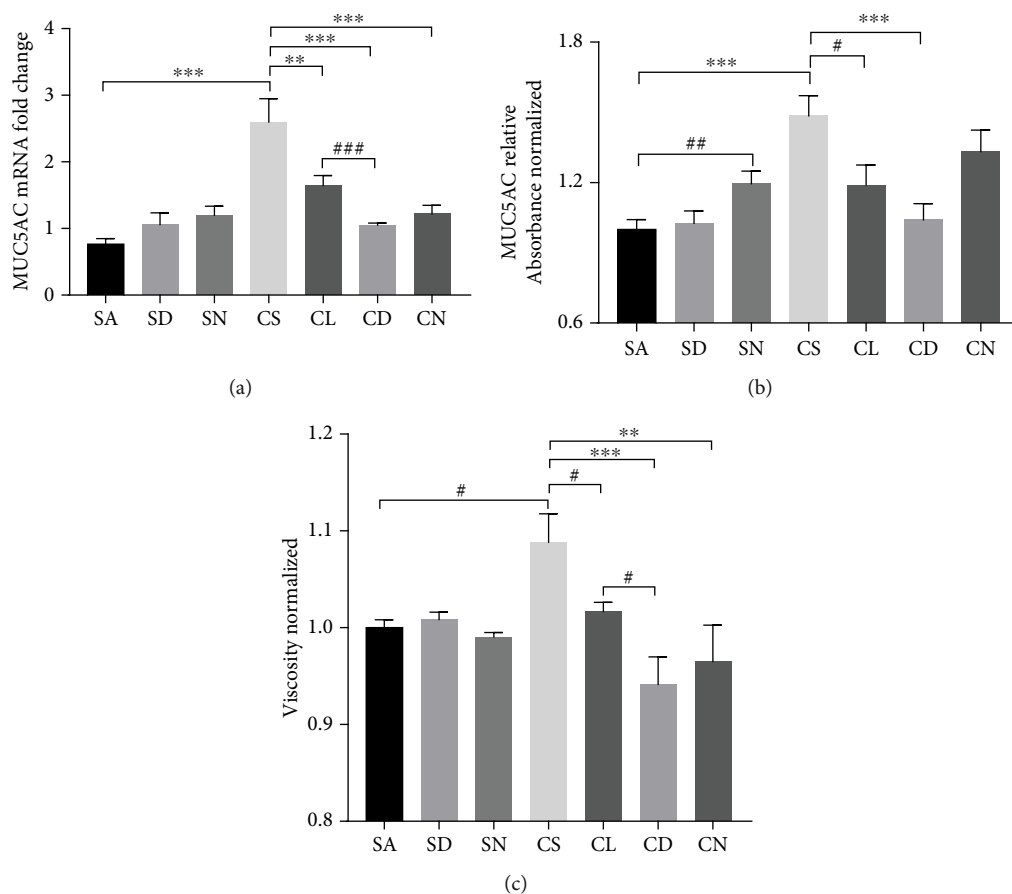 MUC5AC mRNA fold change
4
3
2
1
0
***
***
***
**
###
SA SD SN CS CL CD CN
(a)
MUC5AC relative
Absorbance normalized
1.8
1.2
0.6
***
***
#
##
SA SD SN CS CL CD CN
(b)
Viscosity normalized
1.2
1.1
1.0
0.9
0.8
**
***
#
#
#
SA SD SN CS CL CD CN
(c)